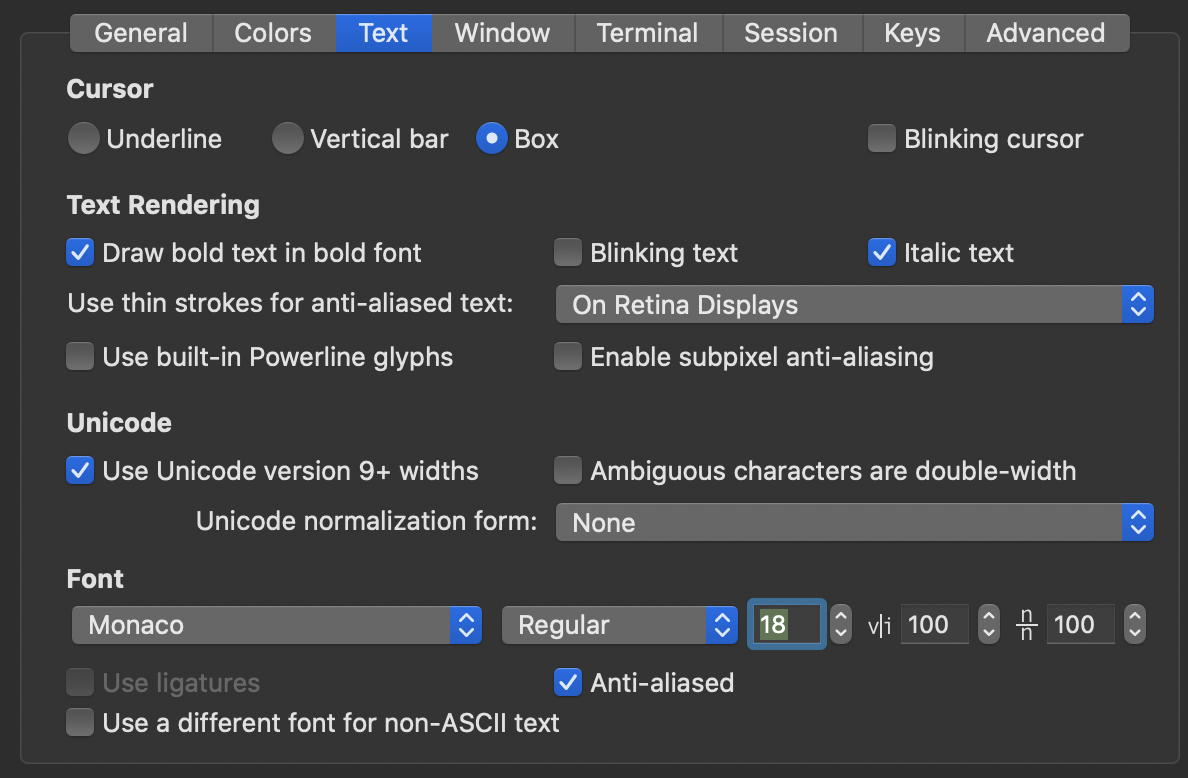 General Colors Text Window Terminal Session Keys Advanced
Cursor
Underline Vertical bar Box Blinking cursor
Text Rendering
Draw bold text in bold font Blinking text Italic text
Use thin strokes for anti-aliased text: On Retina Displays
Use built-in Powerline glyphs Enable subpixel anti-aliasing
Unicode
Use Unicode version 9+ widths Ambiguous characters are double-width
Unicode normalization form: None
Font
Monaco Regular 18 v|i 100 n/n 100
Use ligatures Anti-aliased
Use a different font for non-ASCII text